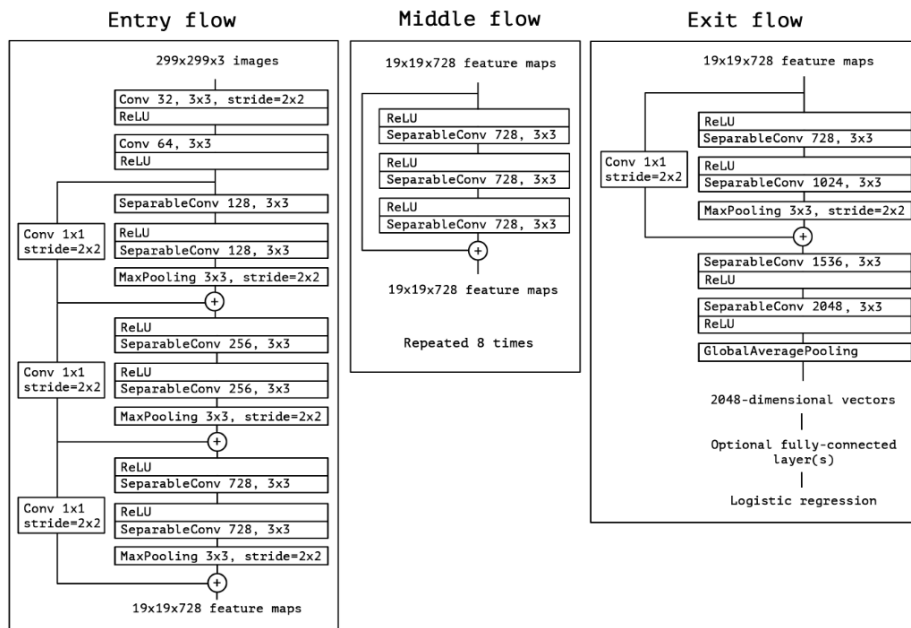 Entry flow
299x299x3 images
Conv 32, 3x3, stride=2x2
ReLU
Conv 64, 3x3
ReLU
SeparableConv 128, 3x3
Conv 1x1
stride=2x2
ReLU
SeparableConv 128, 3x3
MaxPooling 3x3, stride=2x2
+
ReLU
SeparableConv 256, 3x3
Conv 1x1
stride=2x2
ReLU
SeparableConv 256, 3x3
MaxPooling 3x3, stride=2x2
+
ReLU
SeparableConv 728, 3x3
Conv 1x1
stride=2x2
ReLU
SeparableConv 728, 3x3
MaxPooling 3x3, stride=2x2
+
19x19x728 feature maps
Middle flow
19x19x728 feature maps
ReLU
SeparableConv 728, 3x3
ReLU
SeparableConv 728, 3x3
ReLU
SeparableConv 728, 3x3
+
19x19x728 feature maps
Repeated 8 times
Exit flow
19x19x728 feature maps
ReLU
SeparableConv 728, 3x3
Conv 1x1
stride=2x2
ReLU
SeparableConv 1024, 3x3
MaxPooling 3x3, stride=2x2
+
SeparableConv 1536, 3x3
ReLU
SeparableConv 2048, 3x3
ReLU
GlobalAveragePooling
2048-dimensional vectors
Optional fully-connected
layer(s)
Logistic regression